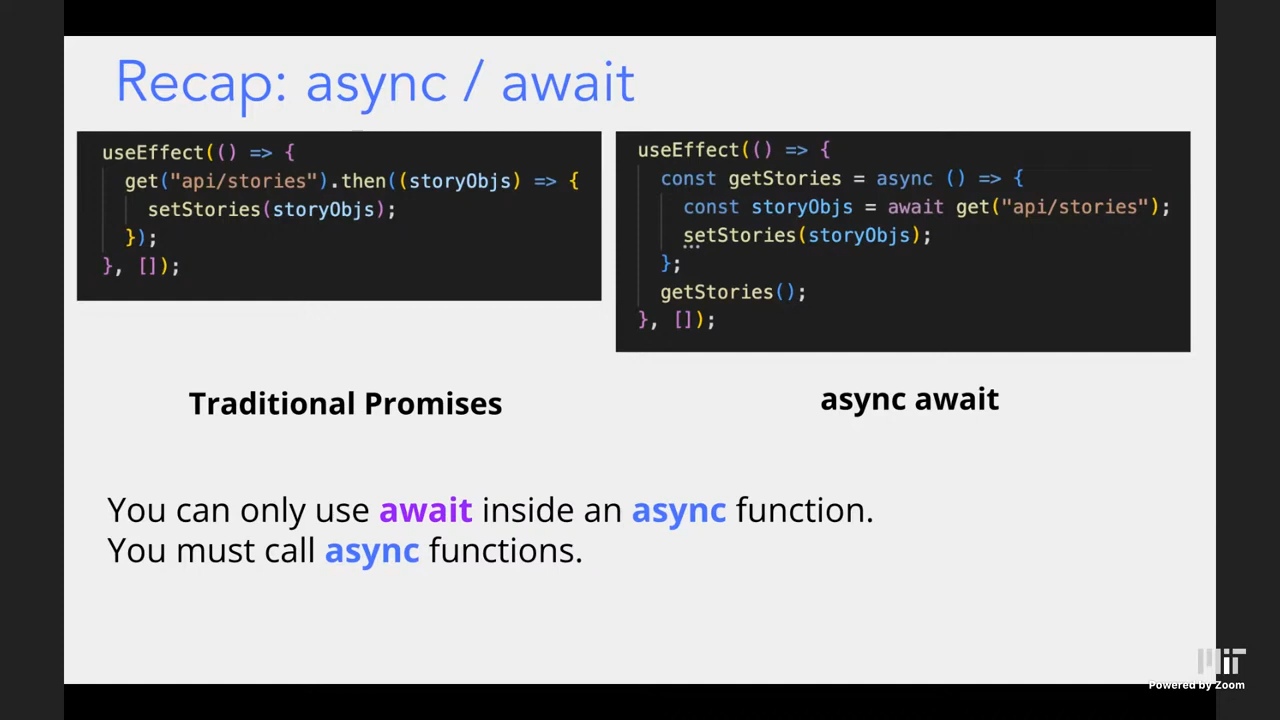 Recap: async / await
useEffect(() => {
get("api/stories").then((storyObjs) => {
setStories(storyObjs);
});
}, []);
useEffect(() => {
const getStories = async () => {
const storyObjs = await get("api/stories");
setStories(storyObjs);
};
getStories();
}, []);
Traditional Promises
async await
You can only use await inside an async function.
You must call async functions.
MIT
Powered by Zoom